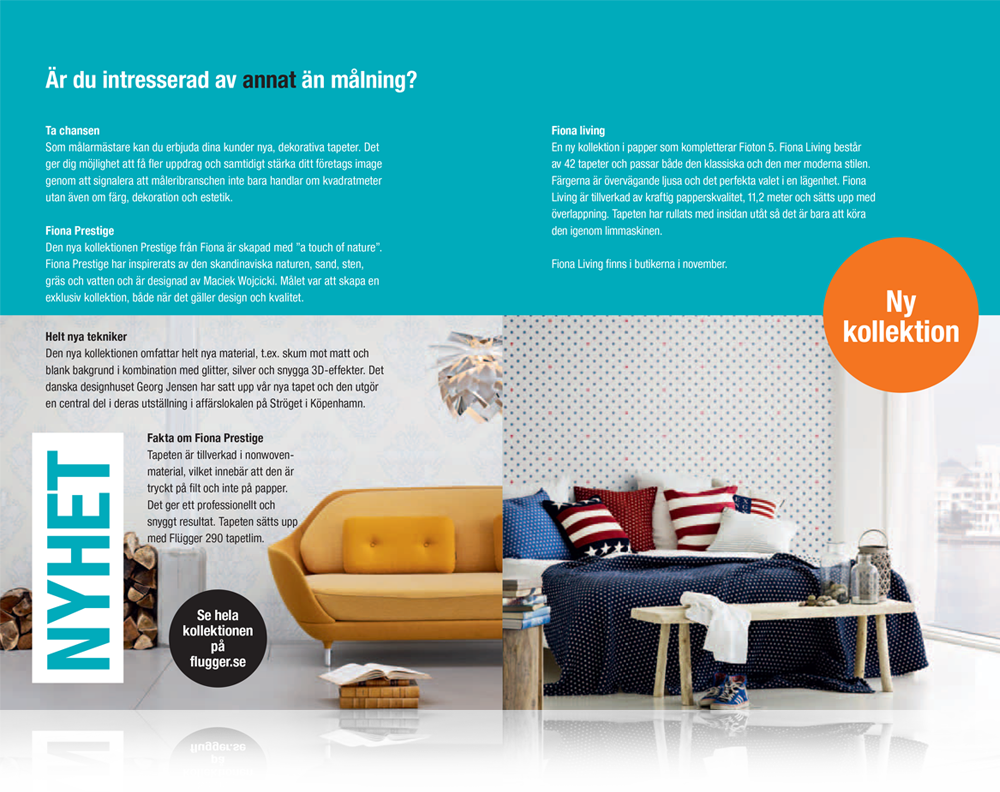 Är du intresserad av annat än målning?
Ta chansen
Som målarmästare kan du erbjuda dina kunder nya, dekorativa tapeter. Det
ger dig möjlighet att få fler uppdrag och samtidigt stärka ditt företags image
genom att signalera att måleribranschen inte bara handlar om kvadratmeter
utan även om färg, dekoration och estetik.
Fiona Prestige
Den nya kollektionen Prestige från Fiona är skapad med ”a touch of nature”.
Fiona Prestige har inspirerats av den skandinaviska naturen, sand, sten,
gräs och vatten och är designad av Maciek Wojcicki. Målet var att skapa en
exklusiv kollektion, både när det gäller design och kvalitet.
Helt nya tekniker
Den nya kollektionen omfattar helt nya material, t.ex. skum mot matt och
blank bakgrund i kombination med glitter, silver och snygga 3D-effekter. Det
danska designhuset Georg Jensen har satt upp vår nya tapet och den utgör
en central del i deras utställning i affärslokalen på Ströget i Köpenhamn.
Fakta om Fiona Prestige
Tapeten är tillverkad i nonwoven-
material, vilket innebär att den är
tryckt på filt och inte på papper.
Det ger ett professionellt och
snyggt resultat. Tapeten sätts upp
med Flügger 290 tapetlim.
NYHET
Se hela
kollektionen
på
flugger.se
Fiona living
En ny kollektion i papper som kompletterar Fioton 5. Fiona Living består
av 42 tapeter och passar både den klassiska och den mer moderna stilen.
Färgerna är övervägande ljusa och det perfekta valet i en lägenhet. Fiona
Living är tillverkad av kraftig papperskvalitet, 11,2 meter och sätts upp med
överlappning. Tapeten har rullats med insidan utåt så det är bara att köra
den igenom limmaskinen.
Fiona Living finns i butikerna i november.
Ny
kollektion